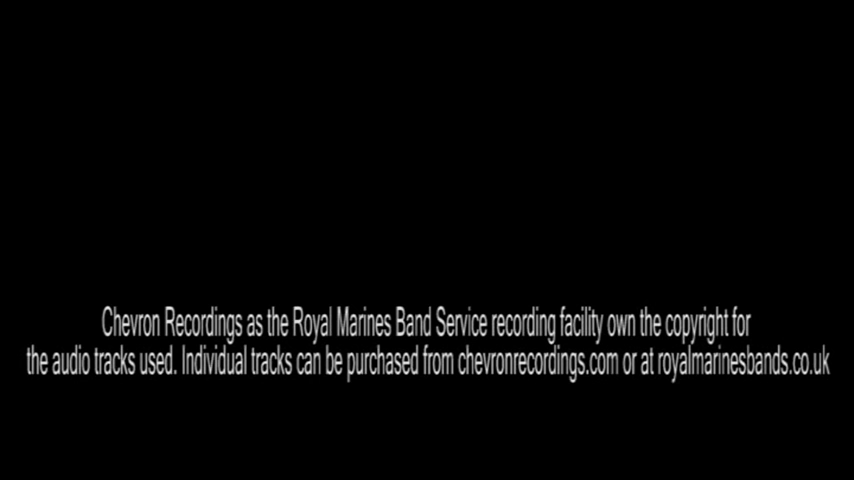 Chevron Recordings as the Royal Marines Band Service recording facility own the copyright for
the audio tracks used. Individual tracks can be purchased from chevronrecordings.com or at royalmarinesbands.co.uk